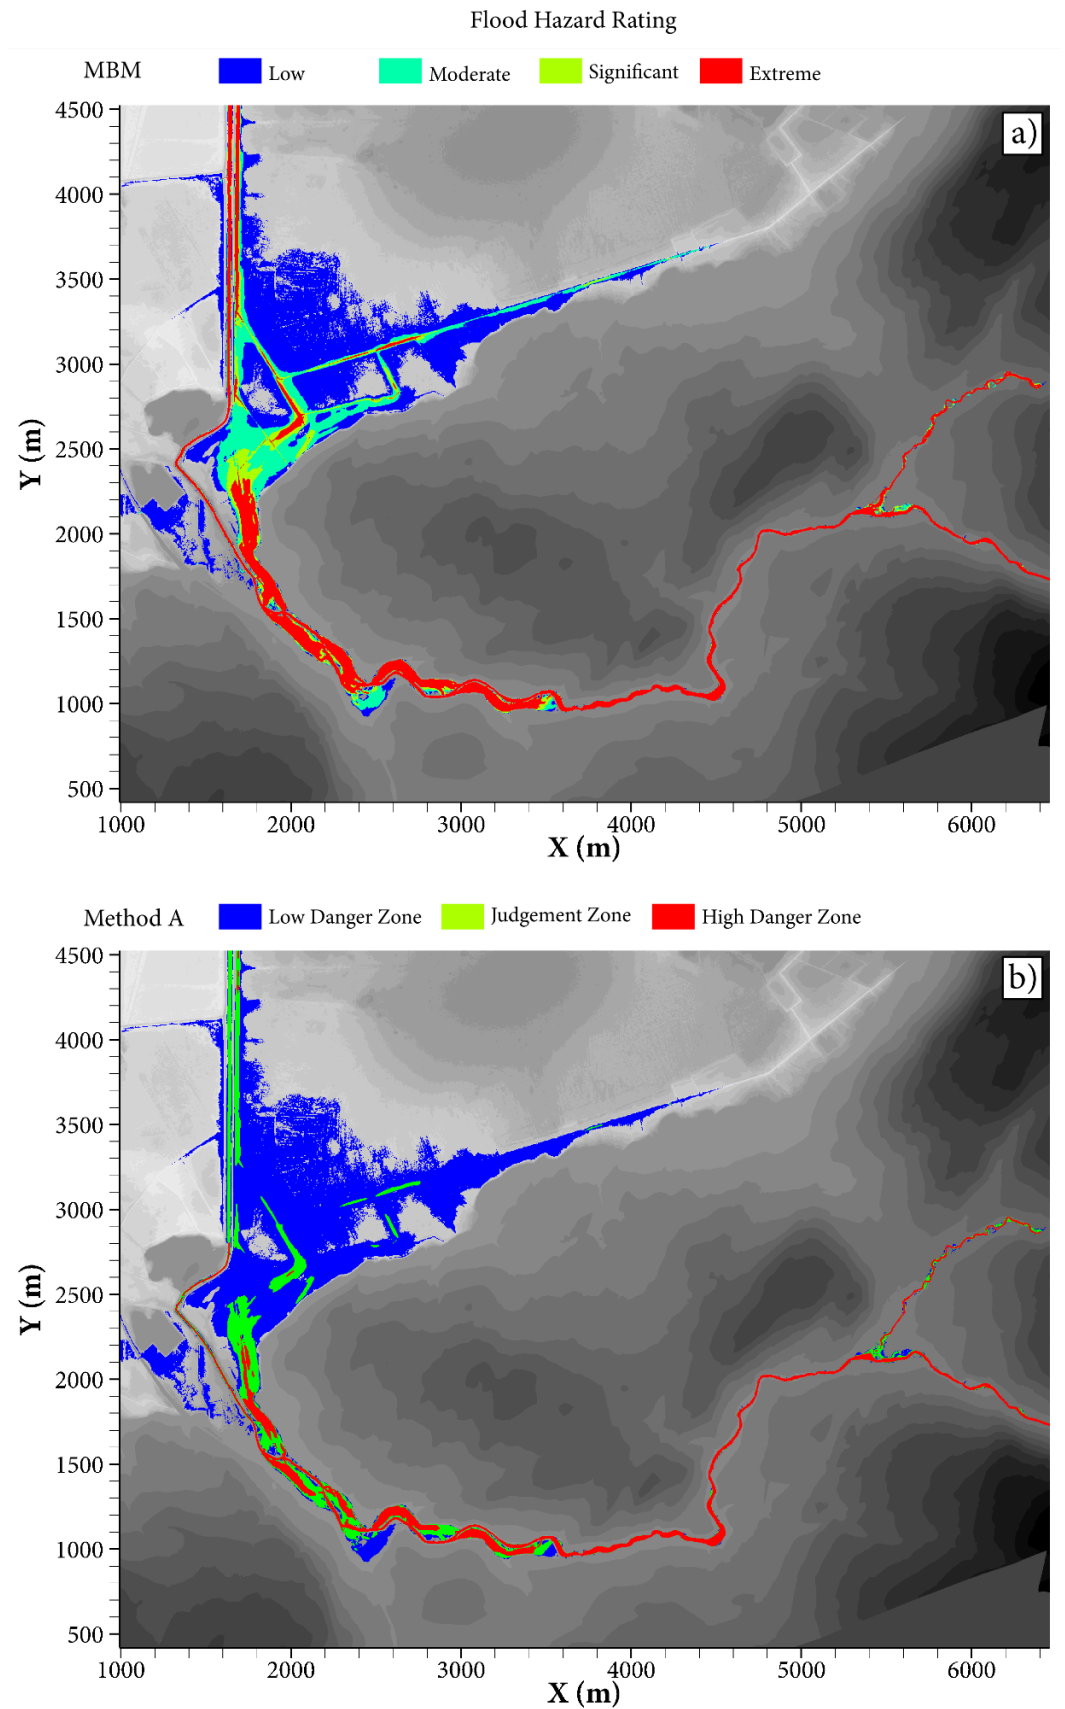 Flood Hazard Rating
MBM Low Moderate Significant Extreme
a)
4500
4000
3500
3000
2500
2000
1500
1000
500
Y (m)
1000 2000 3000 4000 5000 6000
X (m)
Method A Low Danger Zone Judgement Zone High Danger Zone
b)
4500
4000
3500
3000
2500
2000
1500
1000
500
Y (m)
1000 2000 3000 4000 5000 6000
X (m)